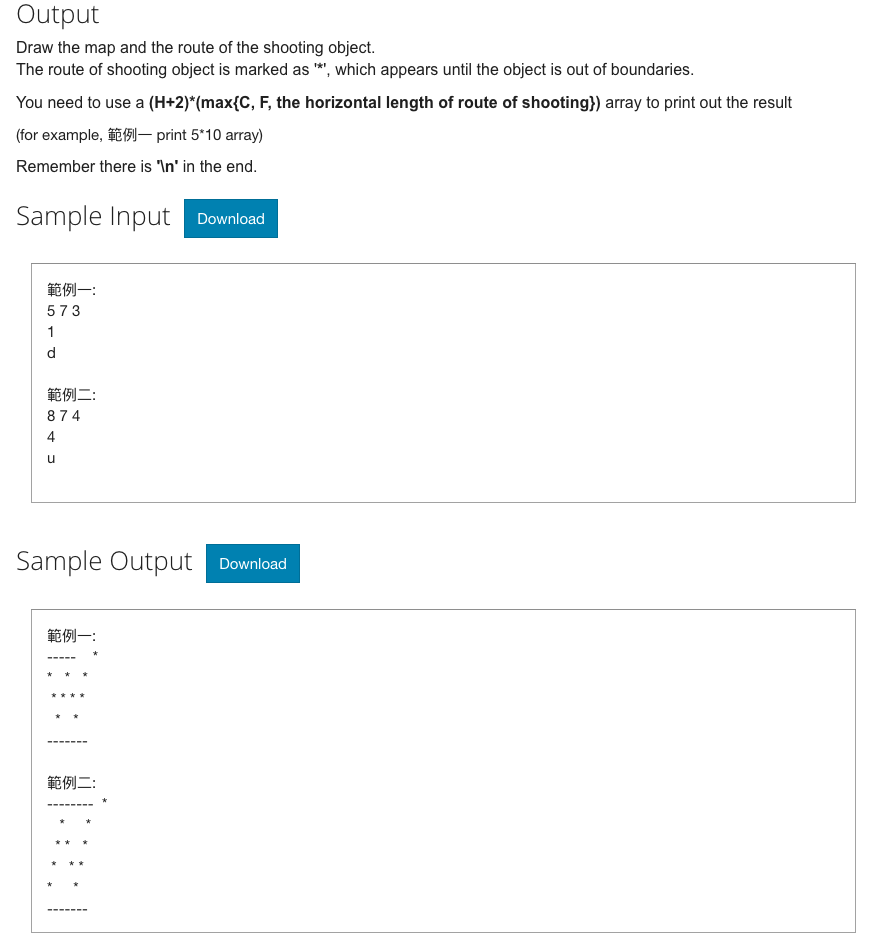 Output
Draw the map and the route of the shooting object.
The route of shooting object is marked as '*', which appears until the object is out of boundaries.
You need to use a (H+2)*(max{C, F, the horizontal length of route of shooting}) array to print out the result
(for example, 範例一 print 5*10 array)
Remember there is '\n' in the end.
Sample Input Download
範例一:
5 7 3
1
d
範例二:
8 7 4
4
u
Sample Output Download
範例一:
-----    *
*   *   *
 * * * *
  *   *
-------
範例二:
--------  *
   *     *
  * *   *
 *   * *
*     *
-------